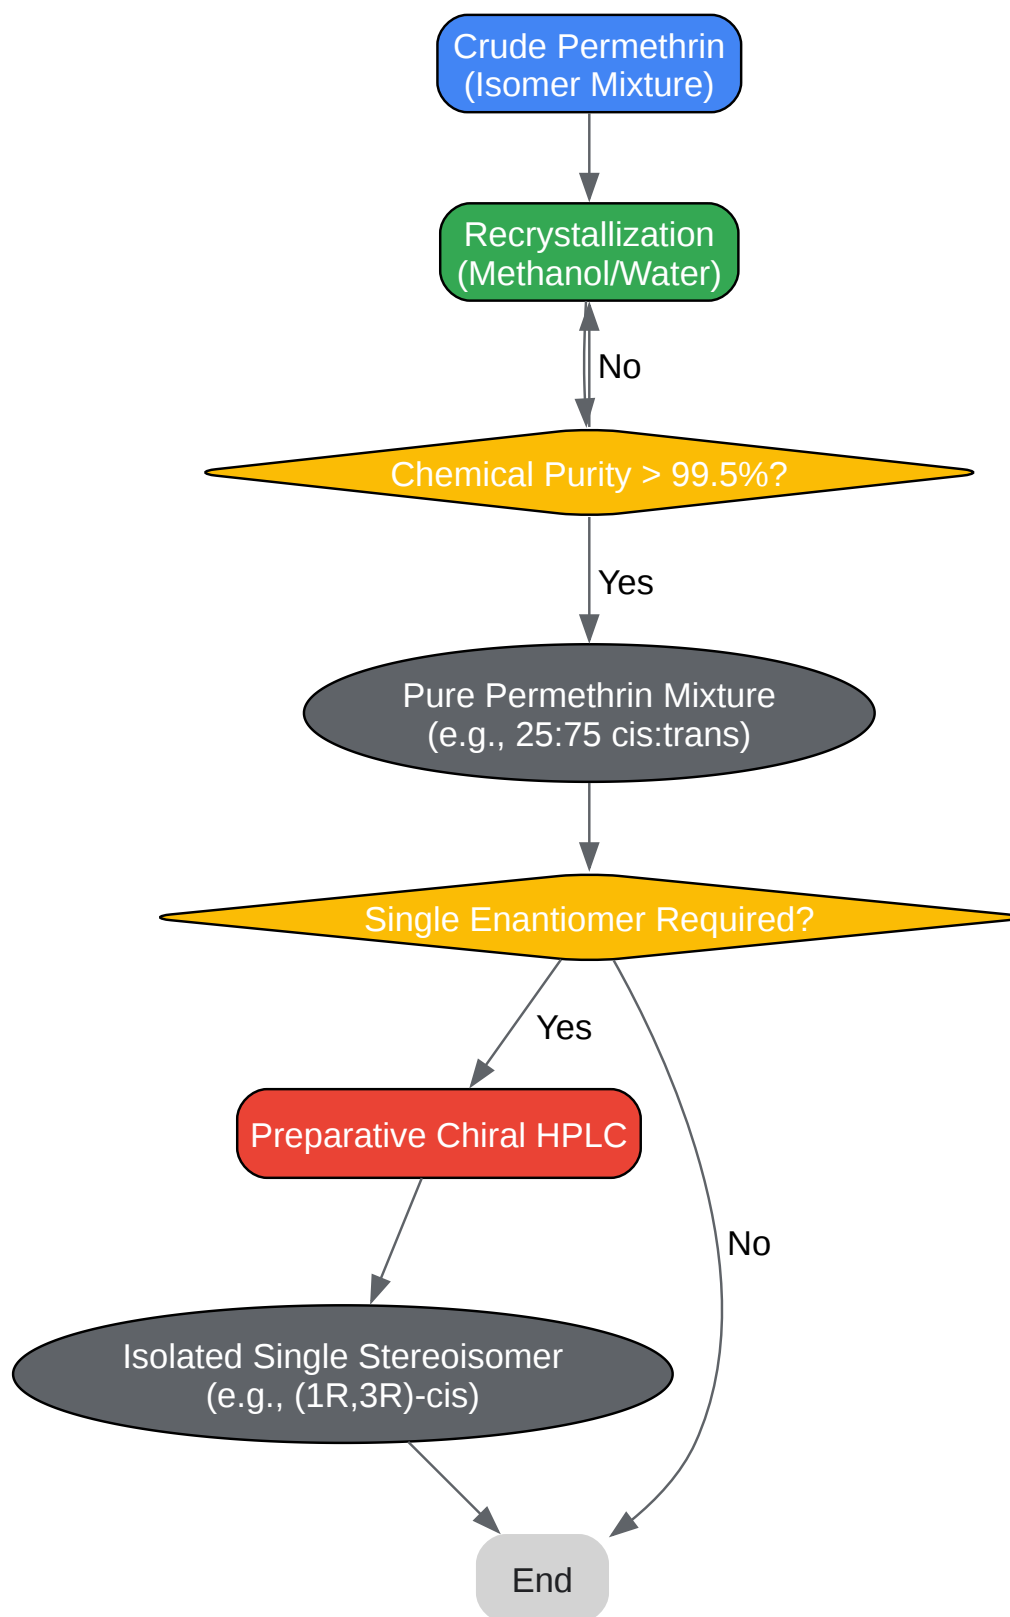 Crude Permethrin
(Isomer Mixture)
Recrystallization
(Methanol/Water)
No
Chemical Purity > 99.5%?
Yes
Pure Permethrin Mixture
(e.g., 25:75 cis:trans)
Single Enantiomer Required?
Yes
Preparative Chiral HPLC
No
Isolated Single Stereoisomer
(e.g., (1R,3R)-cis)
End